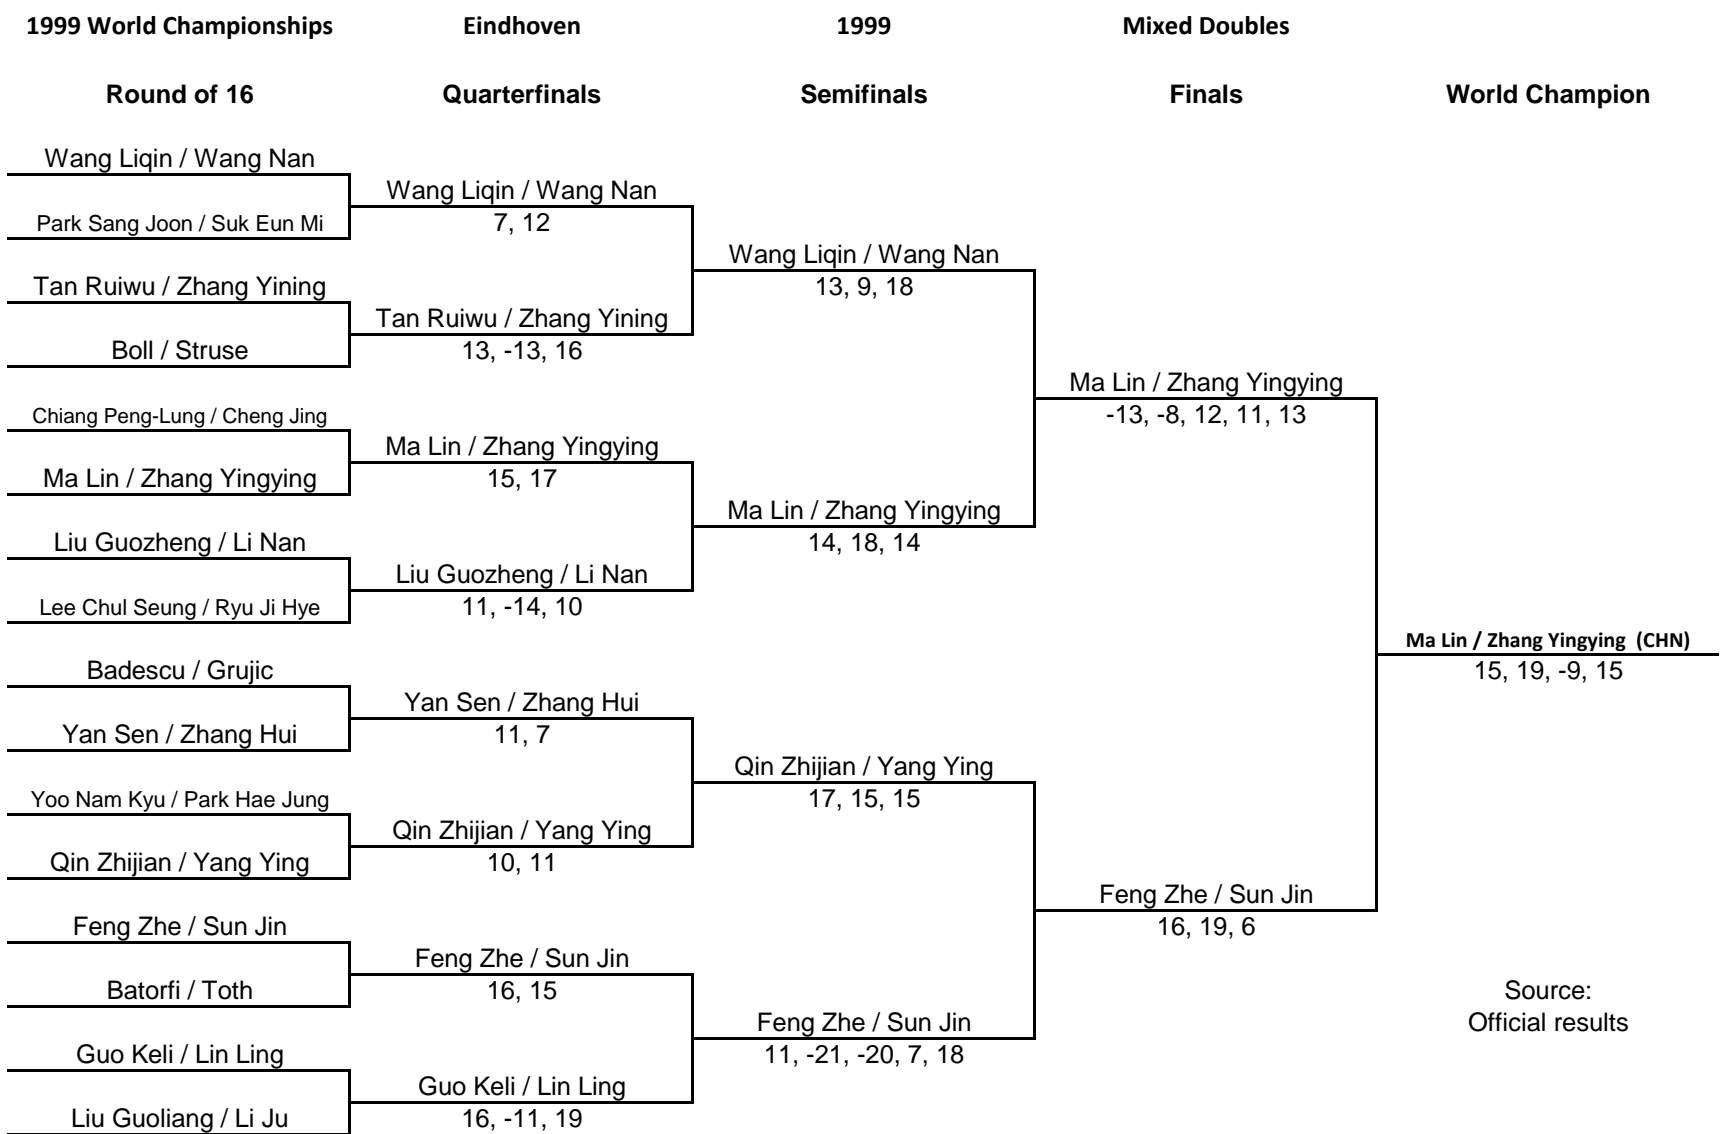 1999 World Championships Eindhoven 1999 Mixed Doubles
Round of 16 Quarterfinals Semifinals Finals World Champion
Wang Liqin / Wang Nan
Park Sang Joon / Suk Eun Mi
Tan Ruiwu / Zhang Yining
Boll / Struse
Chiang Peng-Lung / Cheng Jing
Ma Lin / Zhang Yingying
Liu Guozheng / Li Nan
Lee Chul Seung / Ryu Ji Hye
Badescu / Grujic
Yan Sen / Zhang Hui
Yoo Nam Kyu / Park Hae Jung
Qin Zhijian / Yang Ying
Feng Zhe / Sun Jin
Batorfi / Toth
Guo Keli / Lin Ling
Liu Guoliang / Li Ju
Wang Liqin / Wang Nan
7, 12
Tan Ruiwu / Zhang Yining
13, -13, 16
Ma Lin / Zhang Yingying
15, 17
Liu Guozheng / Li Nan
11, -14, 10
Yan Sen / Zhang Hui
11, 7
Qin Zhijian / Yang Ying
10, 11
Feng Zhe / Sun Jin
16, 15
Guo Keli / Lin Ling
16, -11, 19
Wang Liqin / Wang Nan
13, 9, 18
Ma Lin / Zhang Yingying
14, 18, 14
Qin Zhijian / Yang Ying
17, 15, 15
Feng Zhe / Sun Jin
11, -21, -20, 7, 18
Ma Lin / Zhang Yingying
-13, -8, 12, 11, 13
Feng Zhe / Sun Jin
16, 19, 6
Ma Lin / Zhang Yingying (CHN)
15, 19, -9, 15
Source:
Official results